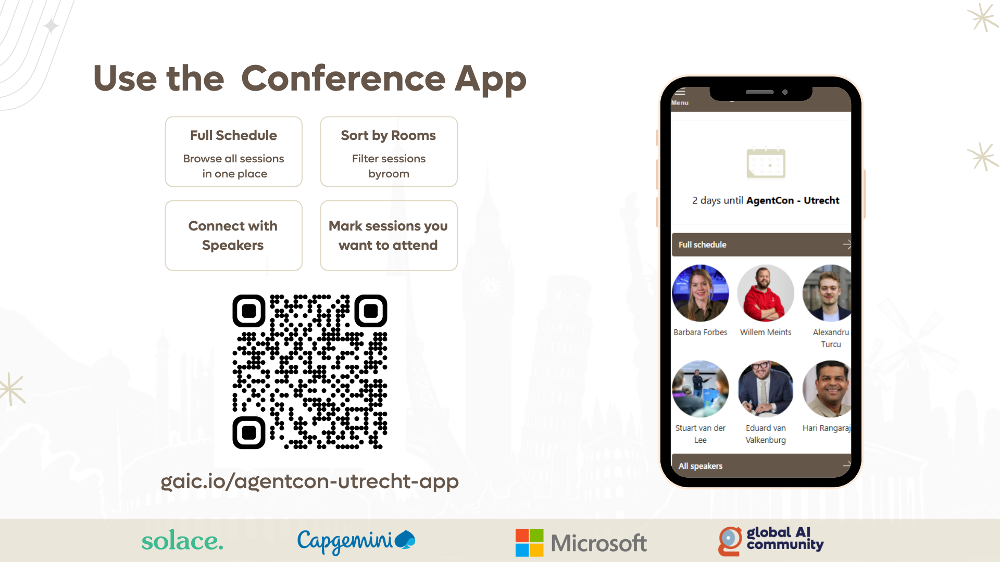 Use the Conference App
Full Schedule
Browse all sessions
in one place
Sort by Rooms
Filter sessions
byroom
Connect with
Speakers
Mark sessions you
want to attend
gaic.io/agentcon-utrecht-app
Menu
2 days until AgentCon - Utrecht
Full schedule
Barbara Forbes
Willem Meints
Alexandru
Turcu
Stuart van der
Lee
Eduard van
Valkenburg
Hari Rangaraj
All speakers
solace.
Capgemini
Microsoft
global AI
community